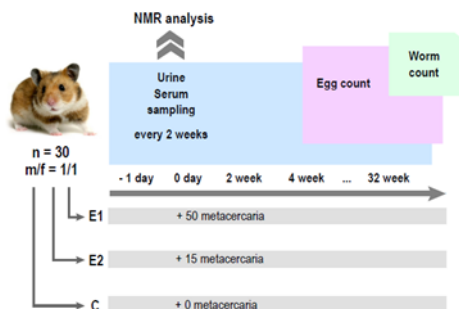 NMR analysis
Urine
Serum
sampling
every 2 weeks
Egg count
Worm
count
n = 30
m/f = 1/1
- 1 day 0 day 2 week 4 week ... 32 week
E1 + 50 metacercaria
E2 + 15 metacercaria
C + 0 metacercaria